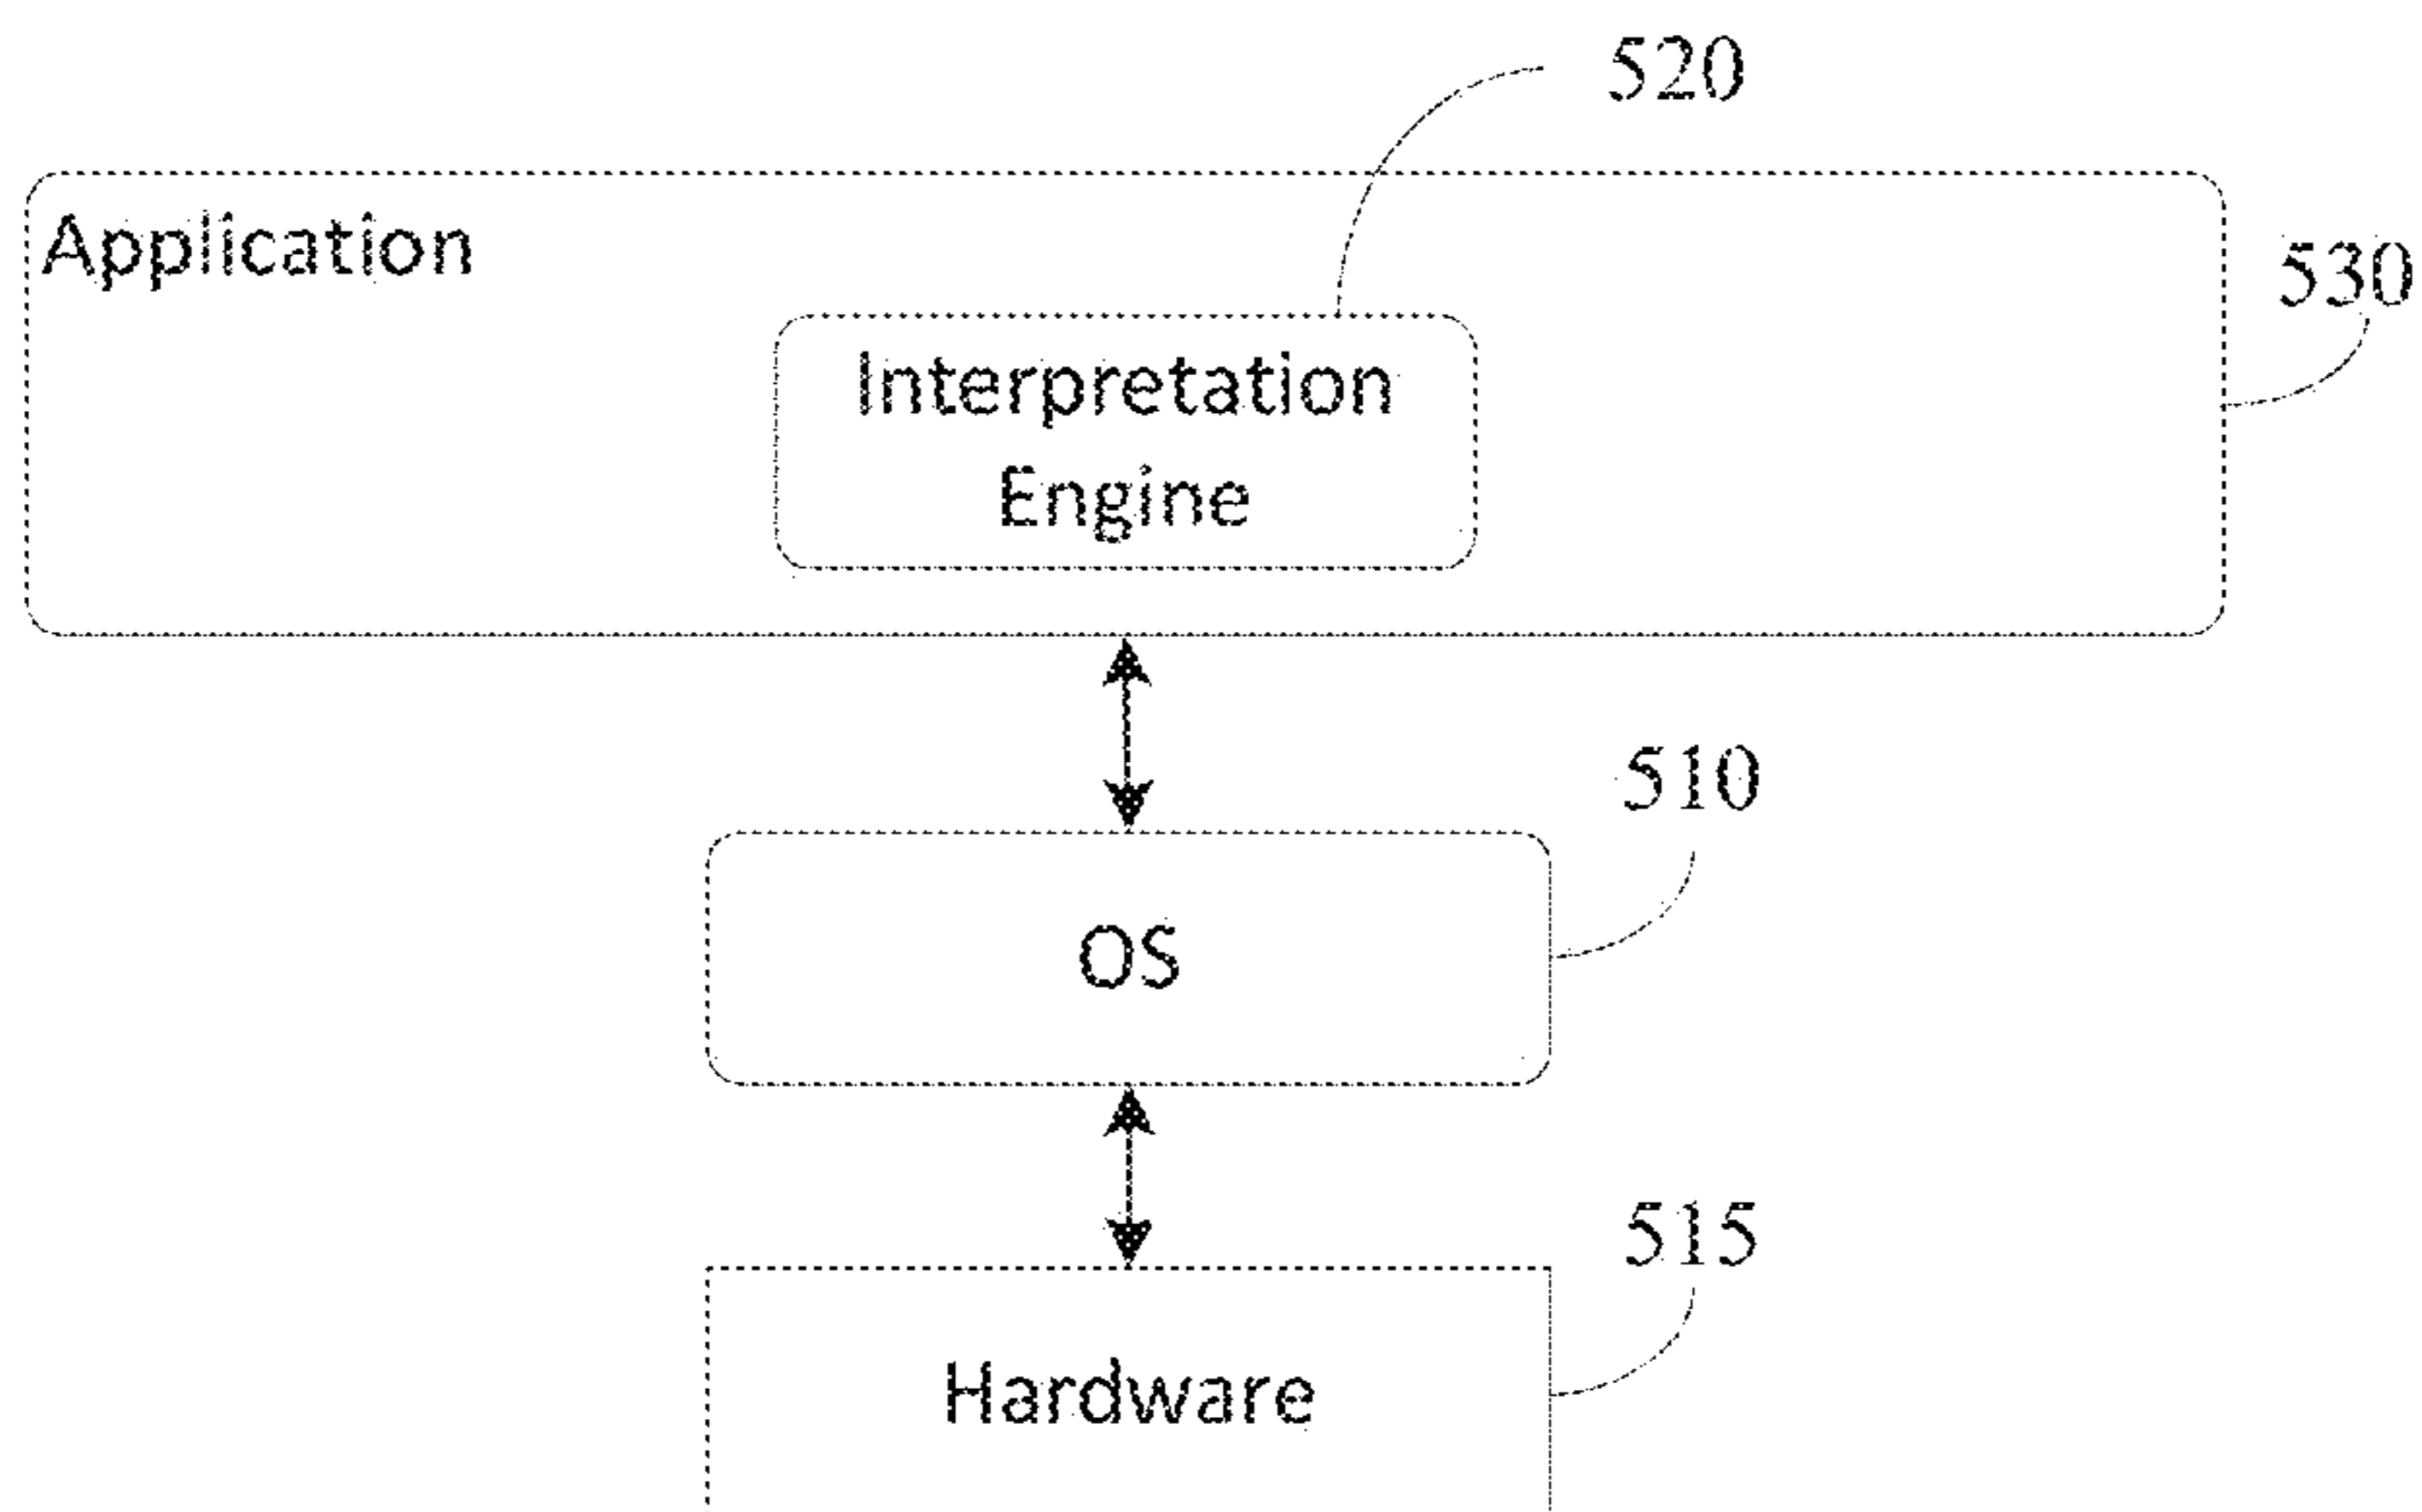 520
Application
530
Interpretation
Engine
510
OS
515
Hardware